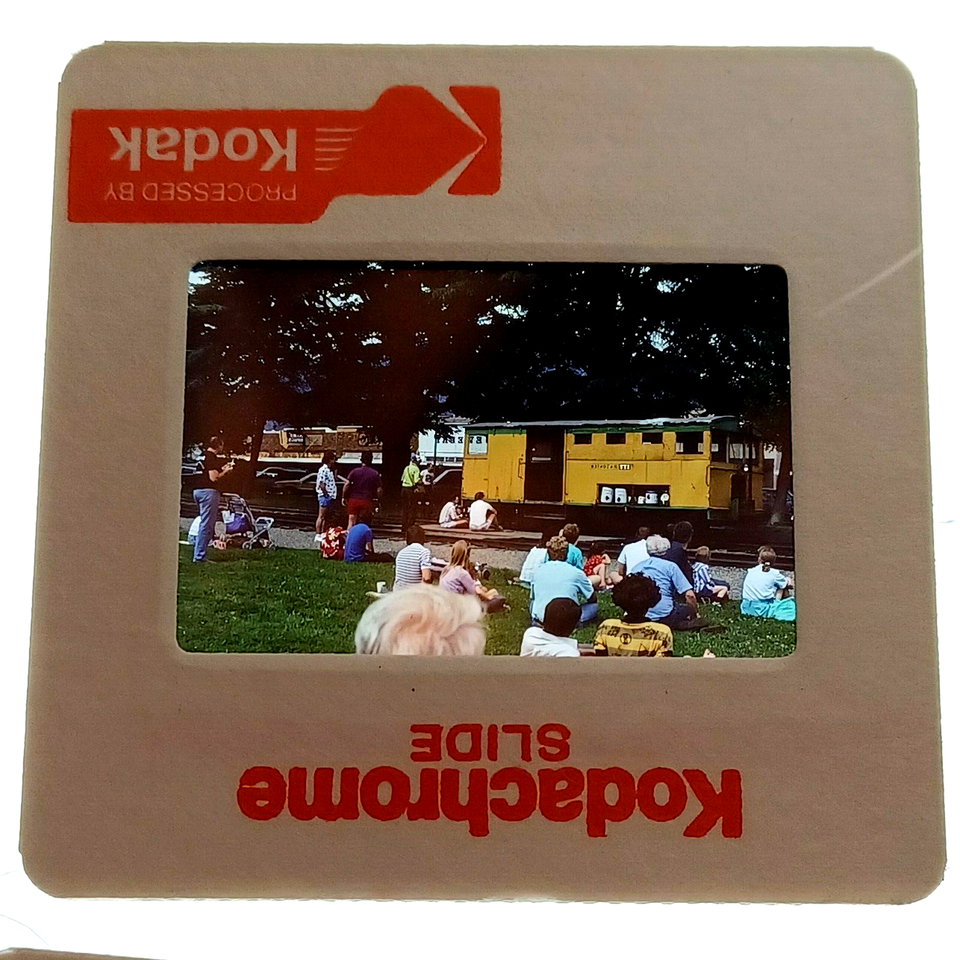 Kodak
PROCESSED BY
SLIDE
Kodachrome